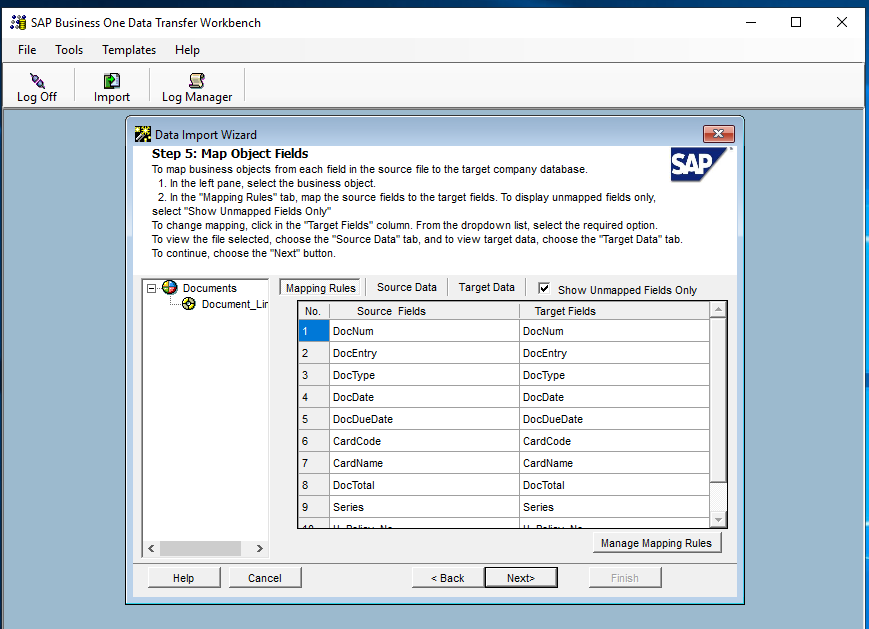 SAP Business One Data Transfer Workbench
File Tools Templates Help
Log Off Import Log Manager
Data Import Wizard
Step 5: Map Object Fields
SAP
To map business objects from each field in the source file to the target company database.
1. In the left pane, select the business object.
2. In the "Mapping Rules" tab, map the source fields to the target fields. To display unmapped fields only,
select "Show Unmapped Fields Only"
To change mapping, click in the "Target Fields" column. From the dropdown list, select the required option.
To view the file selected, choose the "Source Data" tab, and to view target data, choose the "Target Data" tab.
To continue, choose the "Next" button.
Documents
Document_Lir
Mapping Rules Source Data Target Data Show Unmapped Fields Only
No. Source Fields Target Fields
1 DocNum DocNum
2 DocEntry DocEntry
3 DocType DocType
4 DocDate DocDate
5 DocDueDate DocDueDate
6 CardCode CardCode
7 CardName CardName
8 DocTotal DocTotal
9 Series Series
10 U_Policy_No U_Policy_No
Manage Mapping Rules
Help Cancel < Back Next> Finish